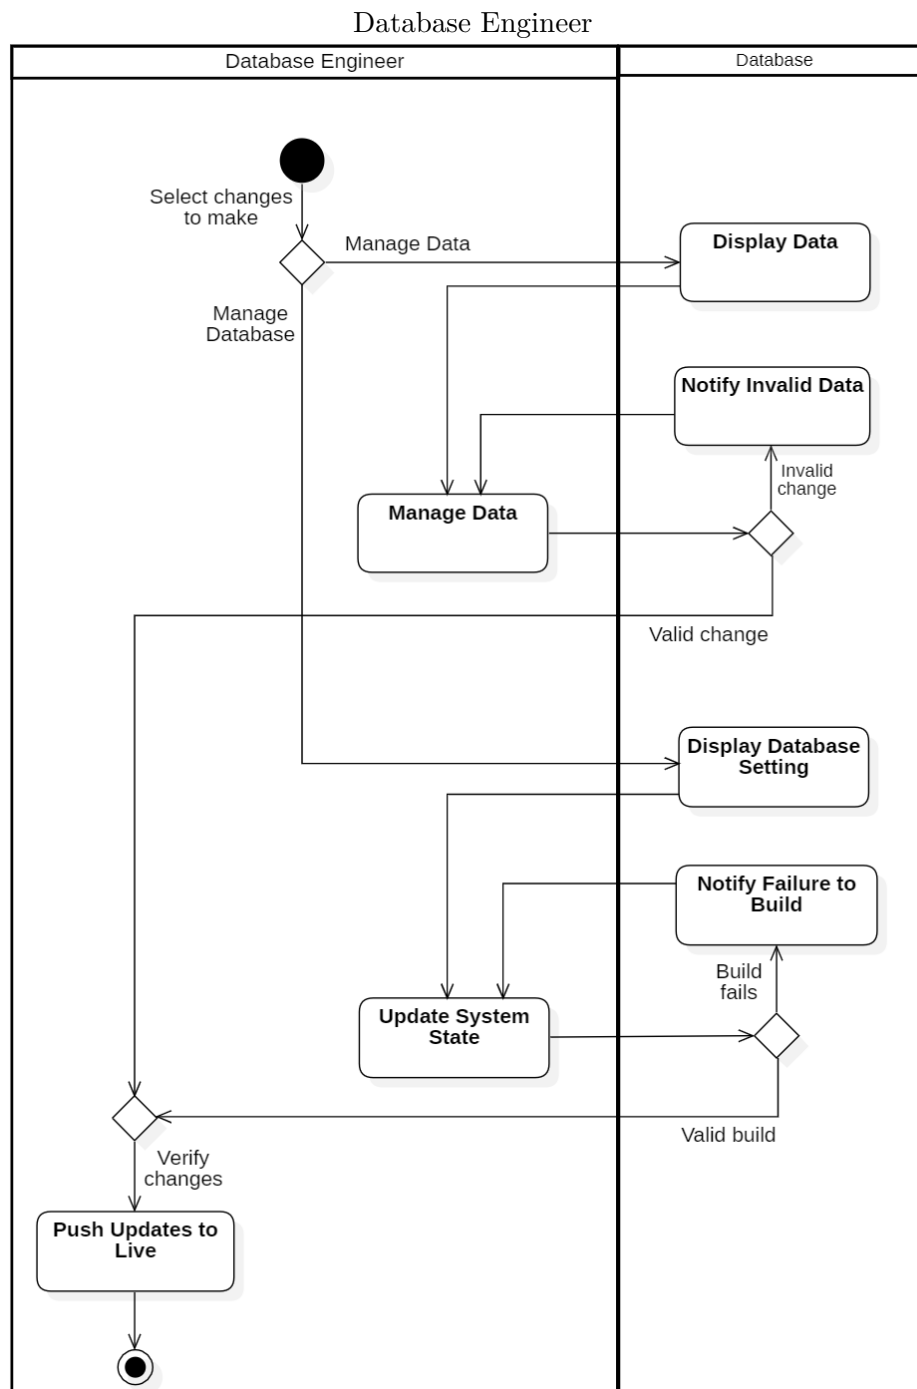 Database Engineer
Database Engineer
Database
Select changes
to make
Manage Data
Display Data
Manage
Database
Notify Invalid Data
Invalid
change
Manage Data
Valid change
Display Database
Setting
Notify Failure to
Build
Build
fails
Update System
State
Valid build
Verify
changes
Push Updates to
Live